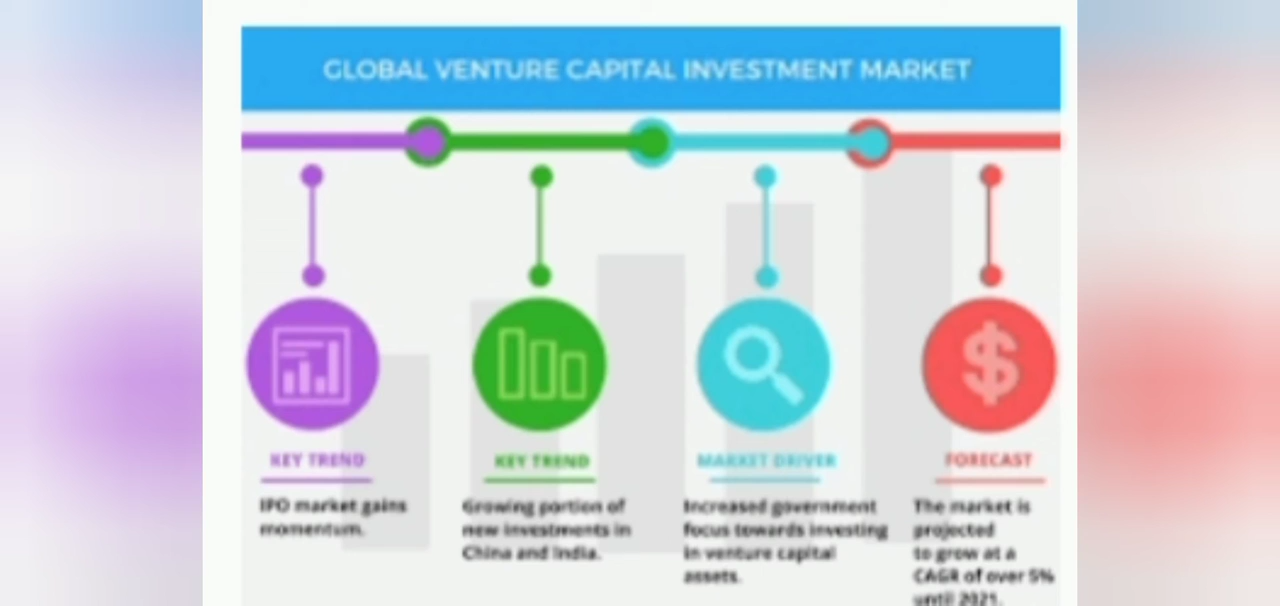 GLOBAL VENTURE CAPITAL INVESTMENT MARKET
KEY TREND
IPO market gains
momentum.
KEY TREND
Growing portion of
new investments in
China and India.
MARKET DRIVER
Increased government
focus towards investing
in venture capital
assets.
FORECAST
The market is
projected
to grow at a
CAGR of over 5%
until 2021.